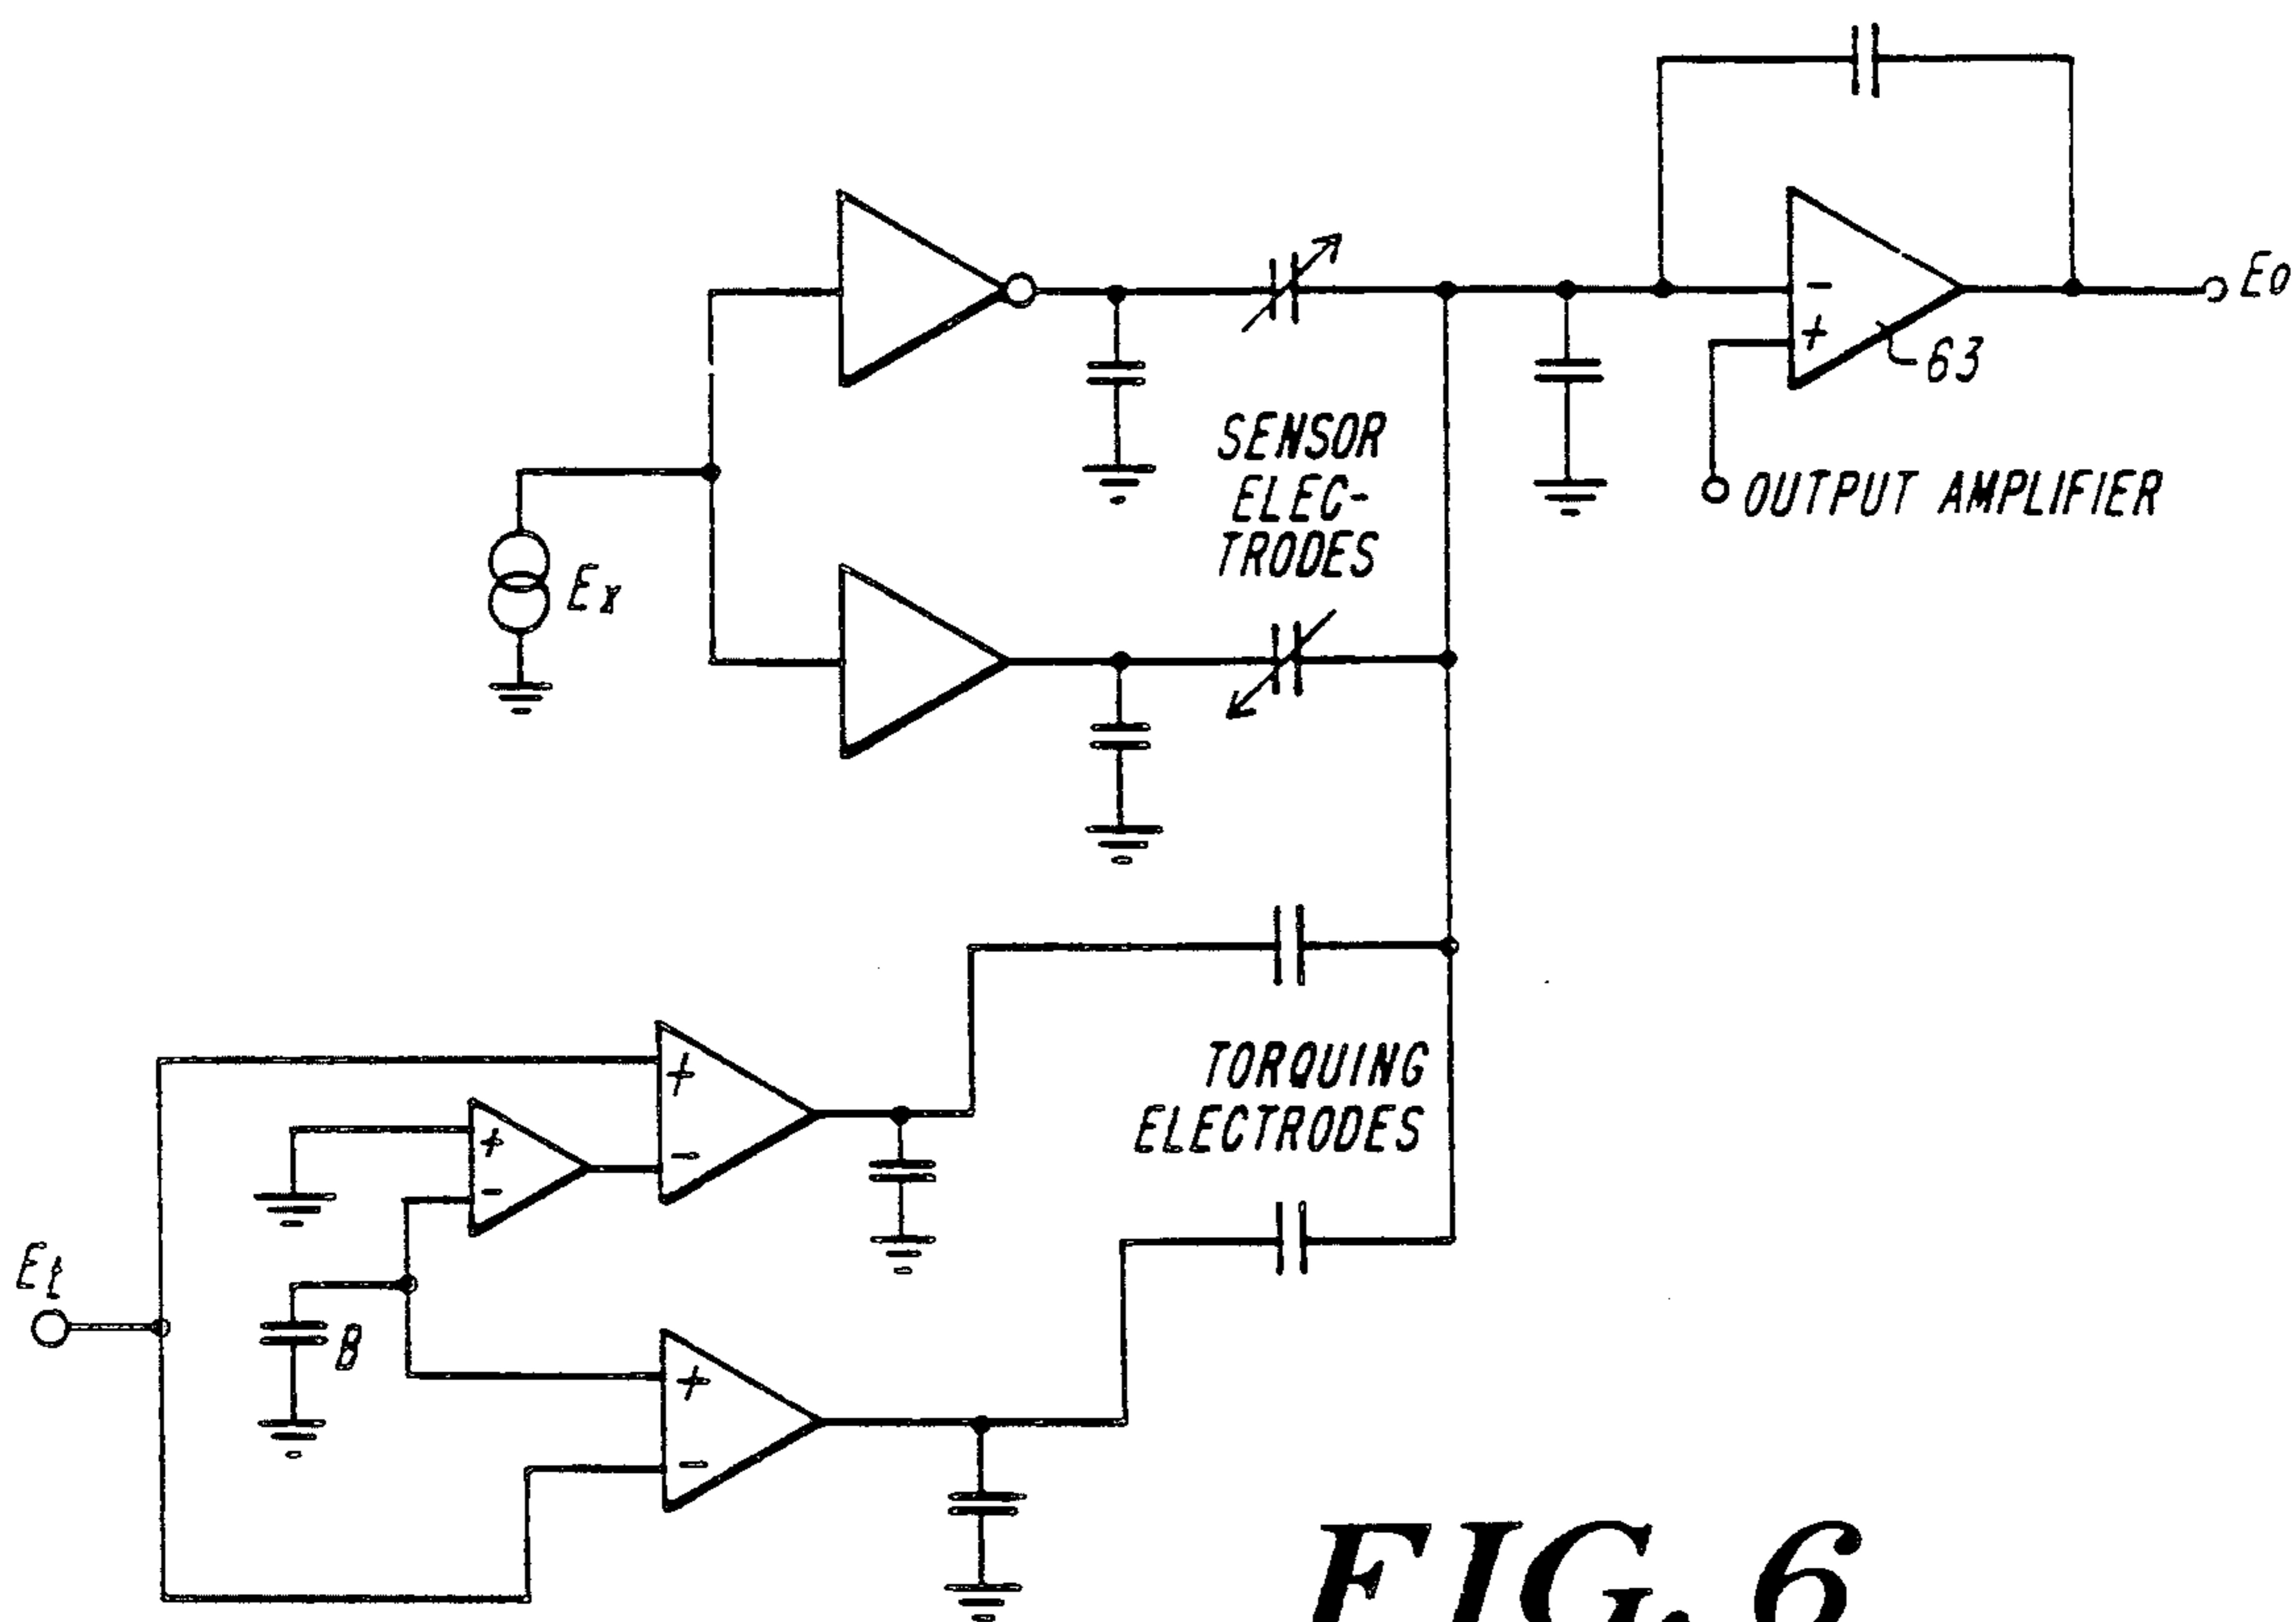 Eo
-
+
63
SENSOR
ELEC-
TRODES
OUTPUT AMPLIFIER
Ex
+
-
TORQUING
ELECTRODES
+
-
Et
B
+
-
FIG. 6